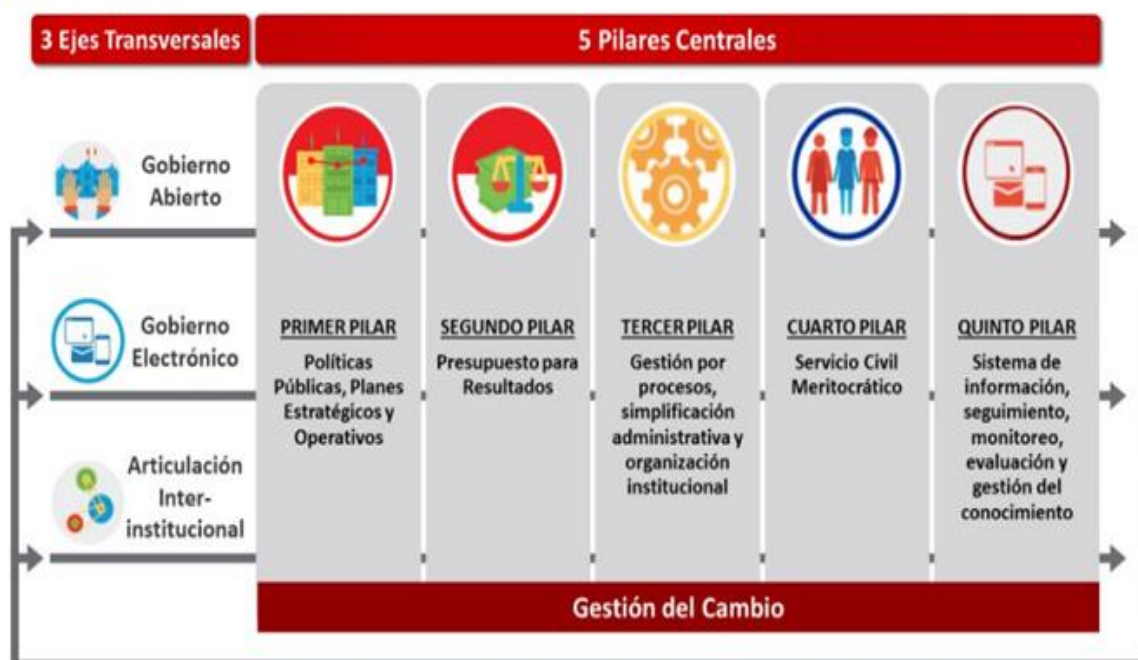 3 Ejes Transversales
5 Pilares Centrales
Gobierno
Abierto
Gobierno
Electrónico
Articulación
Inter-
institucional
PRIMER PILAR
Políticas
Públicas, Planes
Estratégicos y
Operativos
SEGUNDO PILAR
Presupuesto para
Resultados
TERCER PILAR
Gestión por
procesos,
simplificación
administrativa y
organización
institucional
CUARTO PILAR
Servicio Civil
Meritocrático
QUINTO PILAR
Sistema de
información,
seguimiento,
monitoreo,
evaluación y
gestión del
conocimiento
Gestión del Cambio